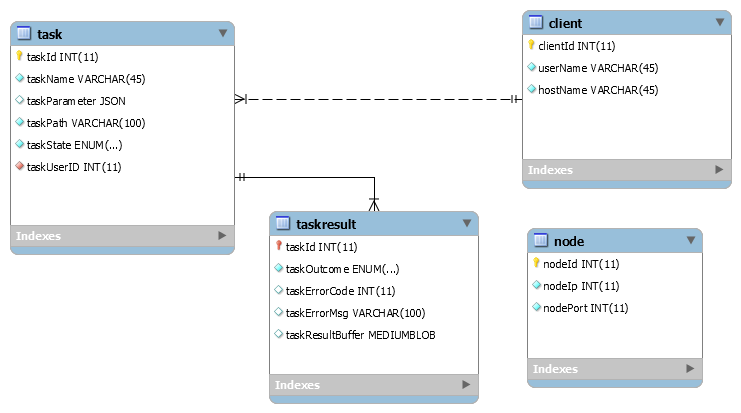 task
taskId INT(11)
taskName VARCHAR(45)
taskParameter JSON
taskPath VARCHAR(100)
taskState ENUM(...)
taskUserID INT(11)
Indexes
client
clientId INT(11)
userName VARCHAR(45)
hostName VARCHAR(45)
Indexes
taskresult
taskId INT(11)
taskOutcome ENUM(...)
taskErrorCode INT(11)
taskErrorMsg VARCHAR(100)
taskResultBuffer MEDIUMBLOB
Indexes
node
nodeId INT(11)
nodeIp INT(11)
nodePort INT(11)
Indexes